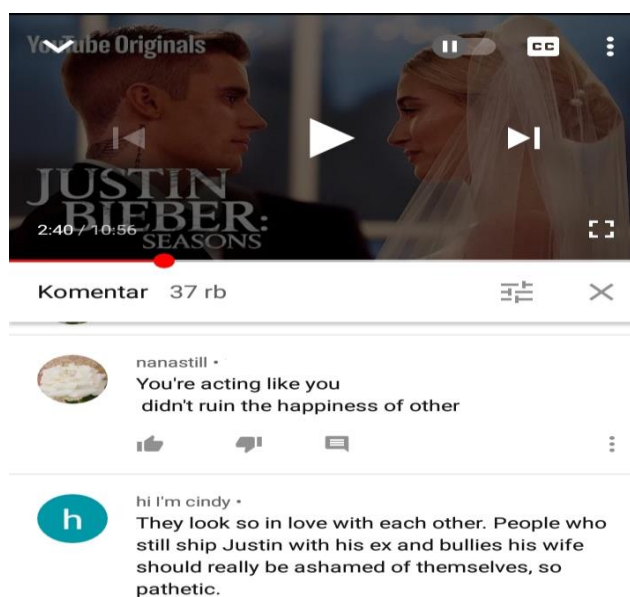 YouTube Originals
CC
JUSTIN
BIEBER:
SEASONS
2:40 / 10:56
Komentar 37 rb
nanastill •
You're acting like you
didn't ruin the happiness of other
h
hi I'm cindy •
They look so in love with each other. People who
still ship Justin with his ex and bullies his wife
should really be ashamed of themselves, so
pathetic.